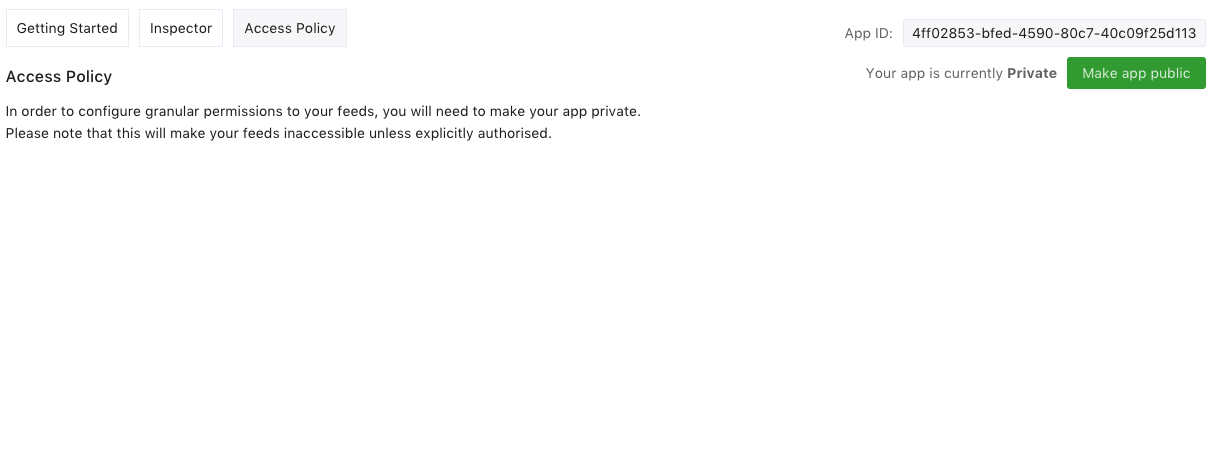 Getting Started
Inspector
Access Policy
App ID: 4ff02853-bfed-4590-80c7-40c09f25d113
Your app is currently Private
Make app public
Access Policy
In order to configure granular permissions to your feeds, you will need to make your app private.
Please note that this will make your feeds inaccessible unless explicitly authorised.